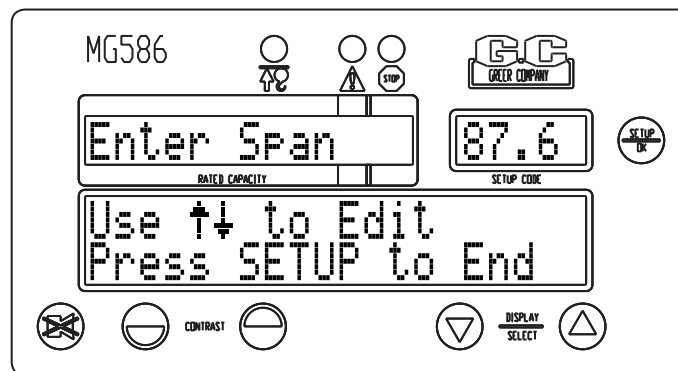 MG586
STOP
G.C
GREER COMPANY
Enter Span
87.6
SETUP
OK
RATED CAPACITY
SETUP CODE
Use ↑↓ to Edit
Press SETUP to End
CONTRAST
DISPLAY
SELECT